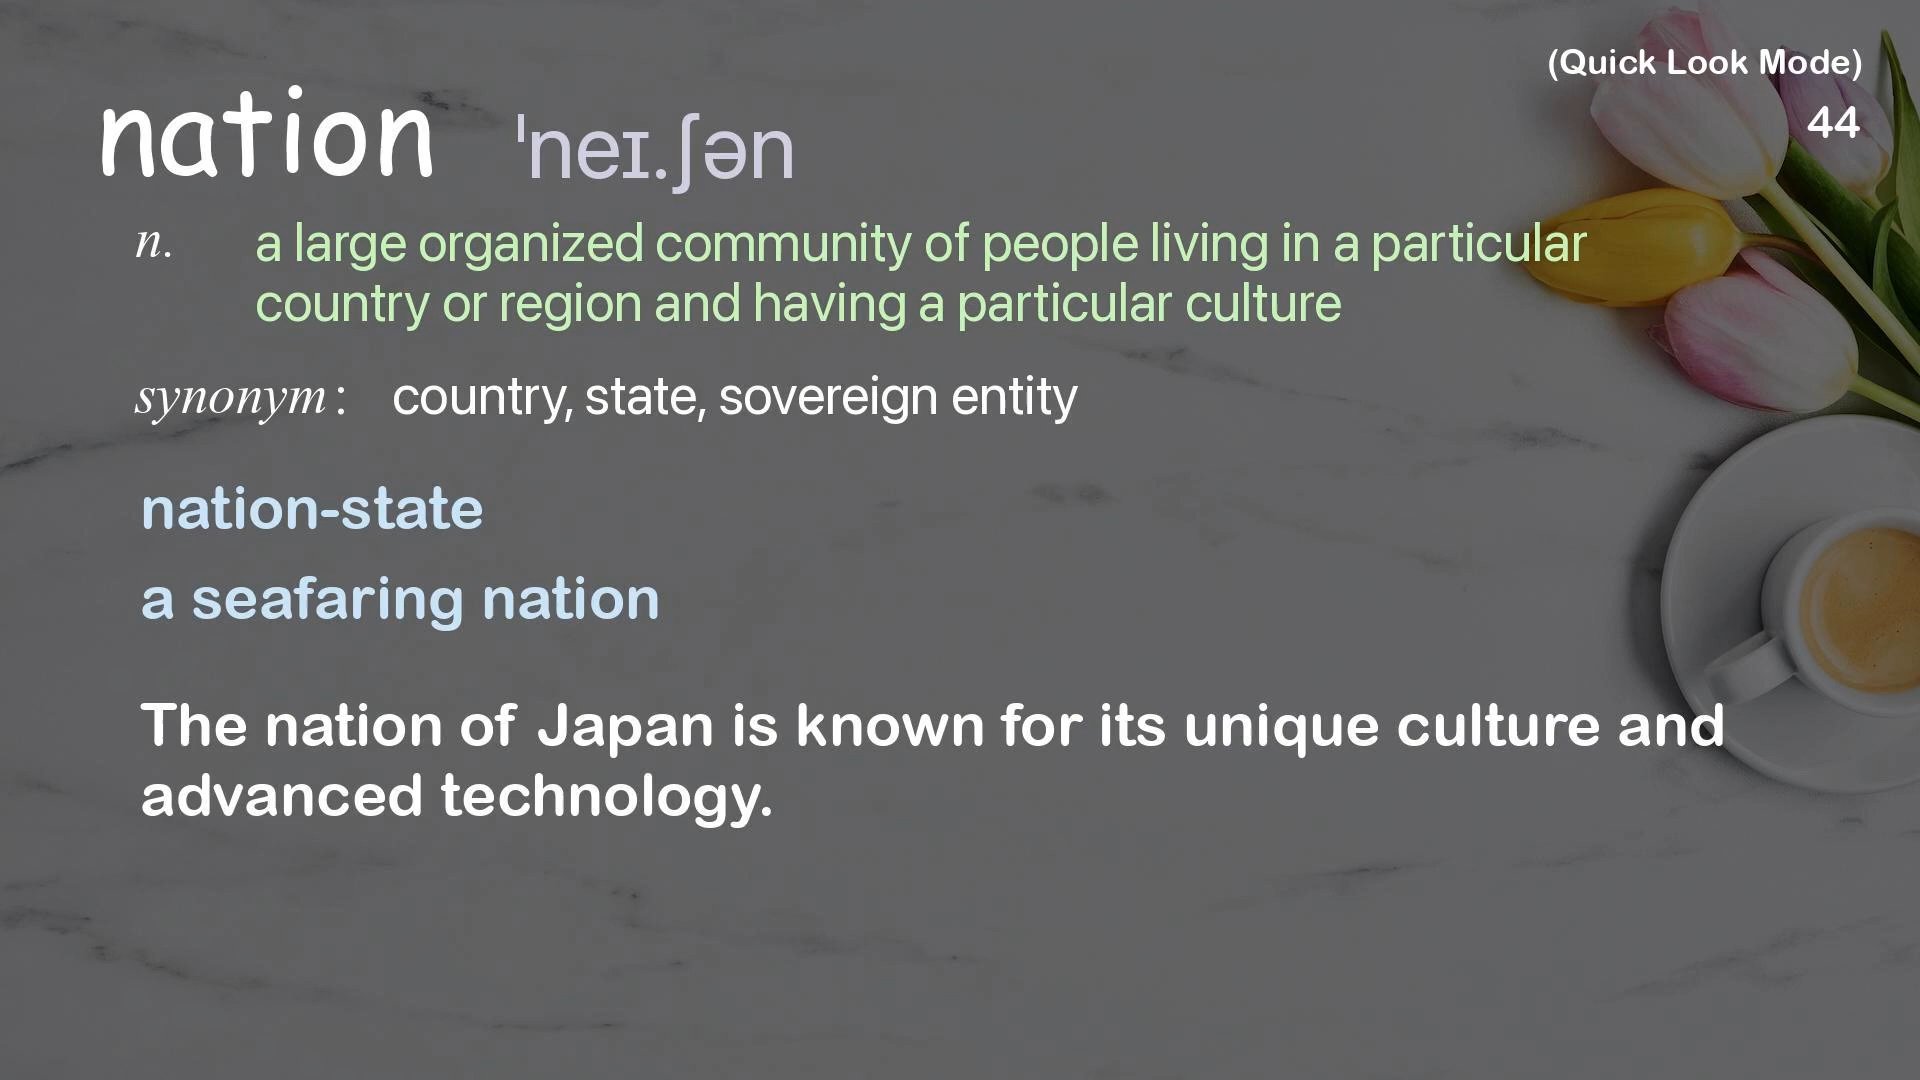 (Quick Look Mode)
44
nation ˈneɪ.ʃən
n. a large organized community of people living in a particular
country or region and having a particular culture
synonym: country, state, sovereign entity
nation-state
a seafaring nation
The nation of Japan is known for its unique culture and
advanced technology.